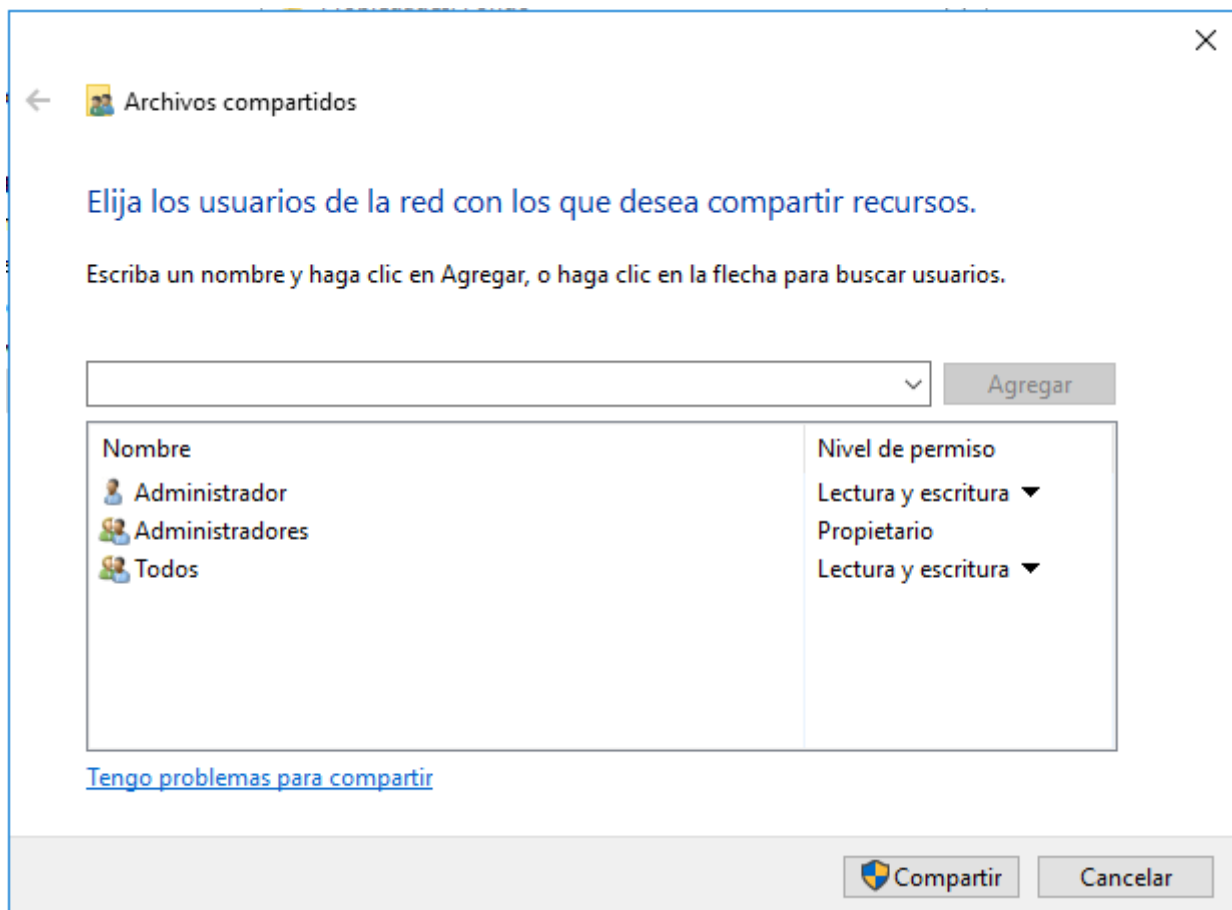 Archivos compartidos
Elija los usuarios de la red con los que desea compartir recursos.
Escriba un nombre y haga clic en Agregar, o haga clic en la flecha para buscar usuarios.
Agregar
Nombre Nivel de permiso
Administrador Lectura y escritura
Administradores Propietario
Todos Lectura y escritura
Tengo problemas para compartir
Compartir Cancelar